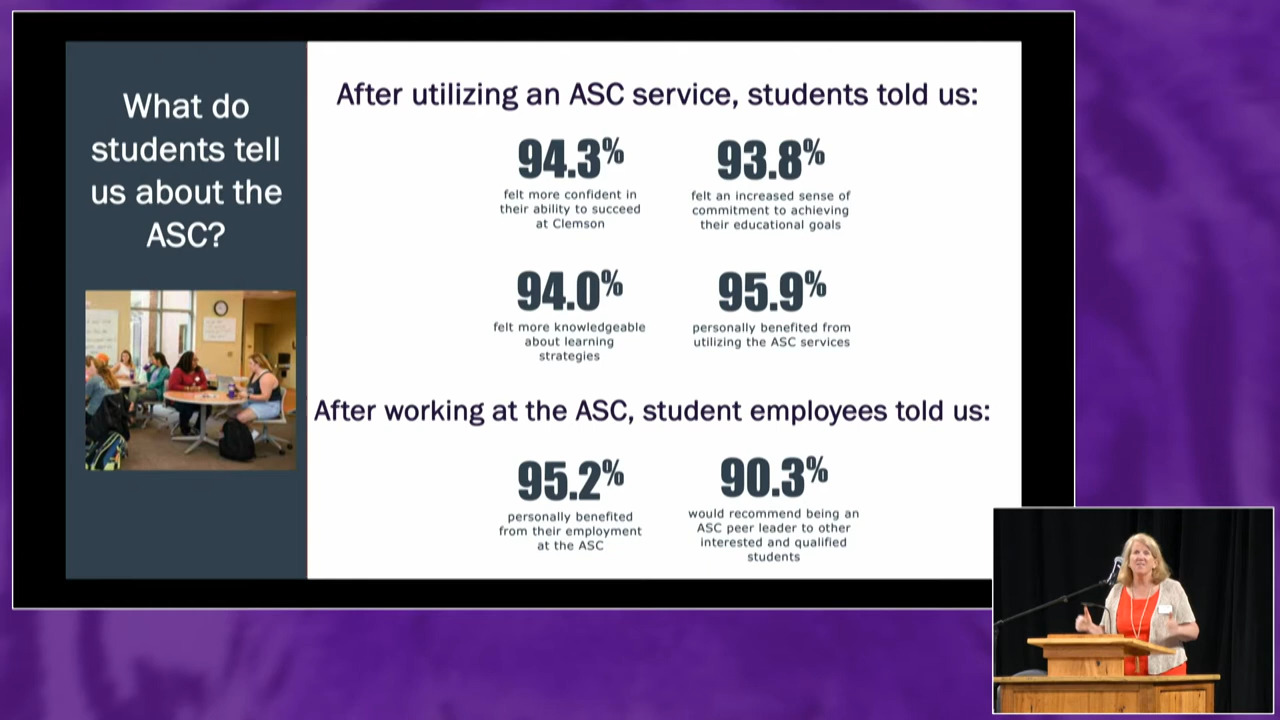 What do
students tell
us about the
ASC?
After utilizing an ASC service, students told us:
94.3%
felt more confident in
their ability to succeed
at Clemson
93.8%
felt an increased sense of
commitment to achieving
their educational goals
94.0%
felt more knowledgeable
about learning
strategies
95.9%
personally benefited from
utilizing the ASC services
After working at the ASC, student employees told us:
95.2%
personally benefited
from their employment
at the ASC
90.3%
would recommend being an
ASC peer leader to other
interested and qualified
students